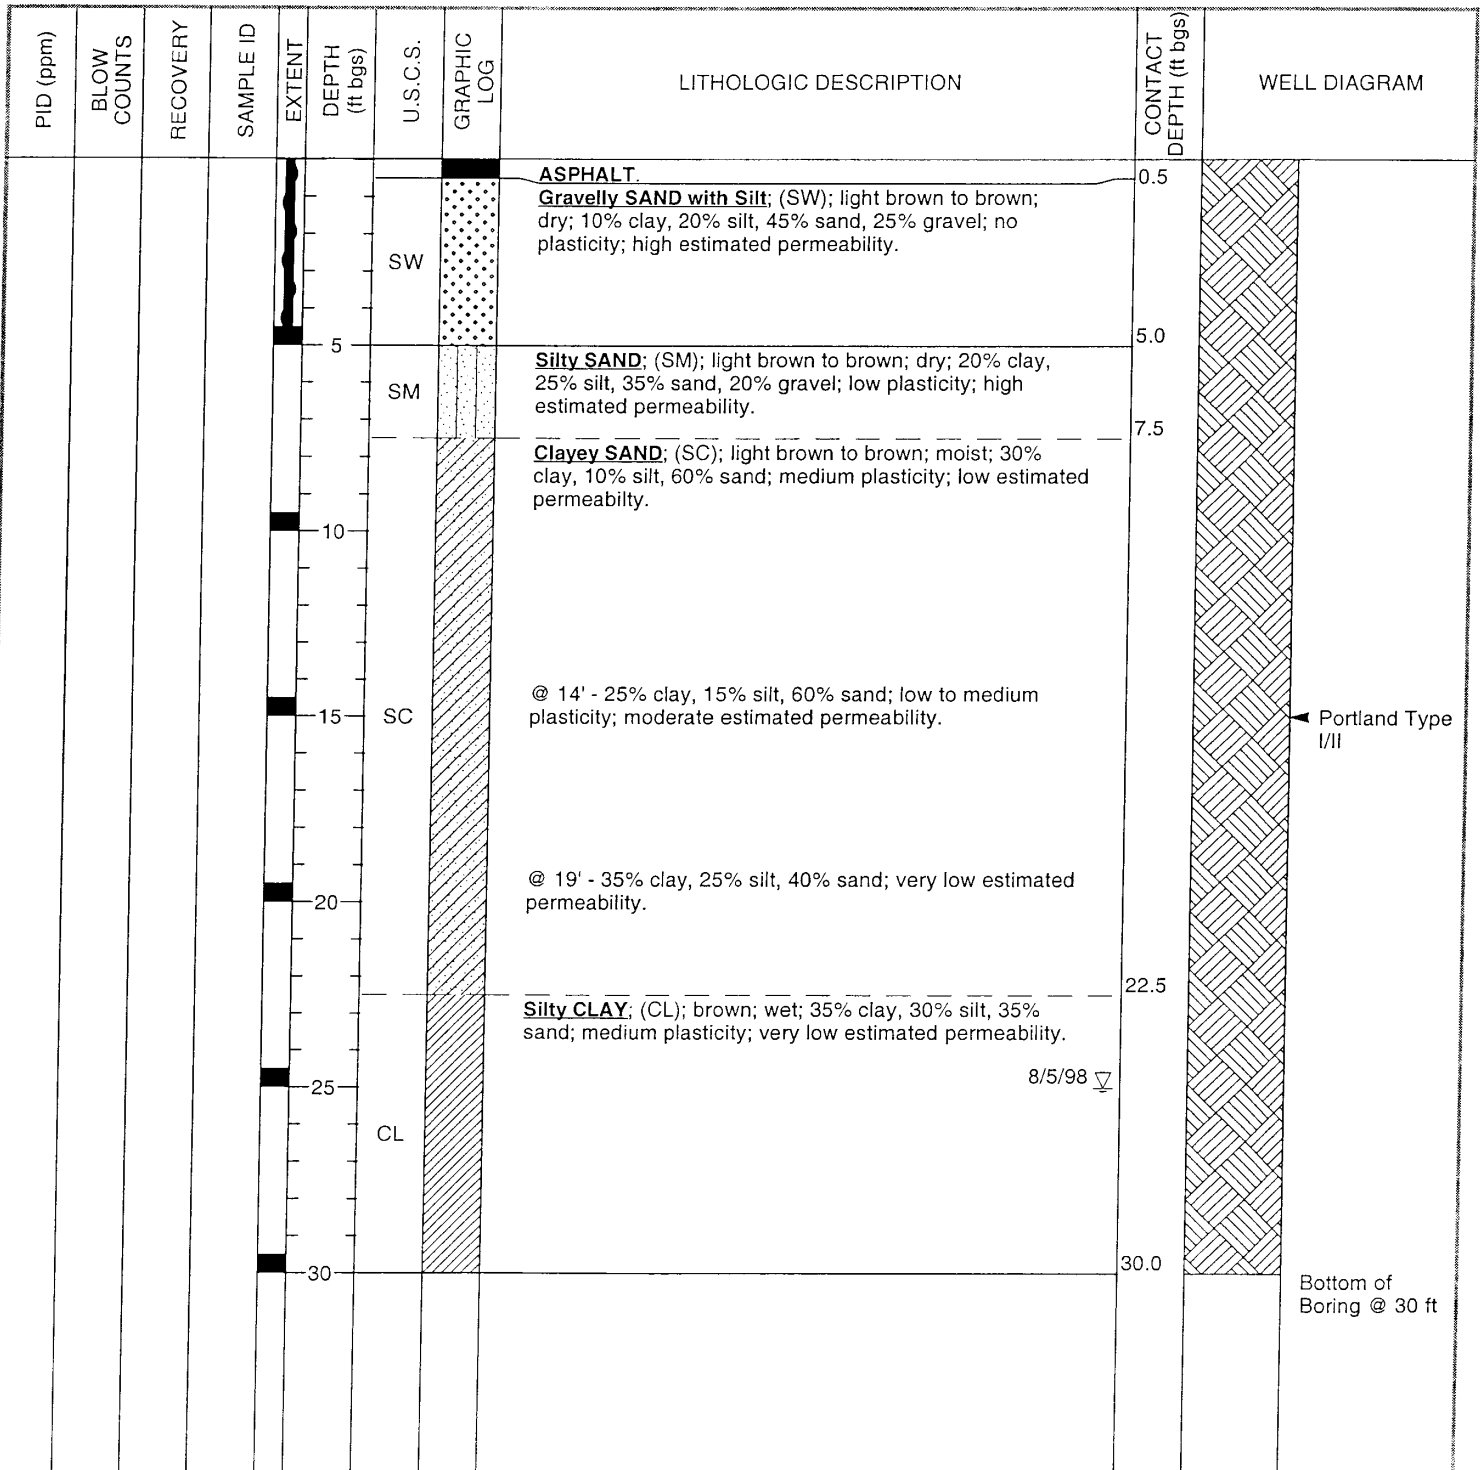 PID (ppm)
BLOW
COUNTS
RECOVERY
SAMPLE ID
EXTENT
DEPTH
(ft bgs)
U.S.C.S.
GRAPHIC
LOG
LITHOLOGIC DESCRIPTION
CONTACT
DEPTH (ft bgs)
WELL DIAGRAM
ASPHALT.
0.5
Gravelly SAND with Silt; (SW); light brown to brown;
dry; 10% clay, 20% silt, 45% sand, 25% gravel; no
plasticity; high estimated permeability.
SW
5
5.0
Silty SAND; (SM); light brown to brown; dry; 20% clay,
25% silt, 35% sand, 20% gravel; low plasticity; high
estimated permeability.
SM
7.5
Clayey SAND; (SC); light brown to brown; moist; 30%
clay, 10% silt, 60% sand; medium plasticity; low estimated
permeabilty.
10
@ 14' - 25% clay, 15% silt, 60% sand; low to medium
plasticity; moderate estimated permeability.
15
SC
Portland Type
I/II
@ 19' - 35% clay, 25% silt, 40% sand; very low estimated
permeability.
20
22.5
Silty CLAY; (CL); brown; wet; 35% clay, 30% silt, 35%
sand; medium plasticity; very low estimated permeability.
8/5/98
25
CL
30
30.0
Bottom of
Boring @ 30 ft